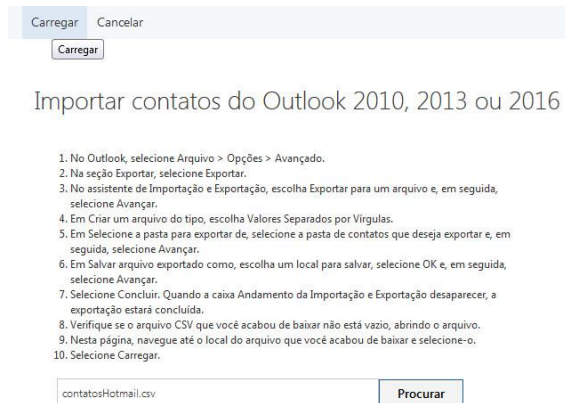 Carregar Cancelar
Carregar
Importar contatos do Outlook 2010, 2013 ou 2016
1. No Outlook, selecione Arquivo > Opções > Avançado.
2. Na seção Exportar, selecione Exportar.
3. No assistente de Importação e Exportação, escolha Exportar para um arquivo e, em seguida,
selecione Avançar.
4. Em Criar um arquivo do tipo, escolha Valores Separados por Vírgulas.
5. Em Selecione a pasta para exportar de, selecione a pasta de contatos que deseja exportar e, em
seguida, selecione Avançar.
6. Em Salvar arquivo exportado como, escolha um local para salvar, selecione OK e, em seguida,
selecione Avançar.
7. Selecione Concluir. Quando a caixa Andamento da Importação e Exportação desaparecer, a
exportação estará concluída.
8. Verifique se o arquivo CSV que você acabou de baixar não está vazio, abrindo o arquivo.
9. Nesta página, navegue até o local do arquivo que você acabou de baixar e selecione-o.
10. Selecione Carregar.
contatosHotmail.csv Procurar